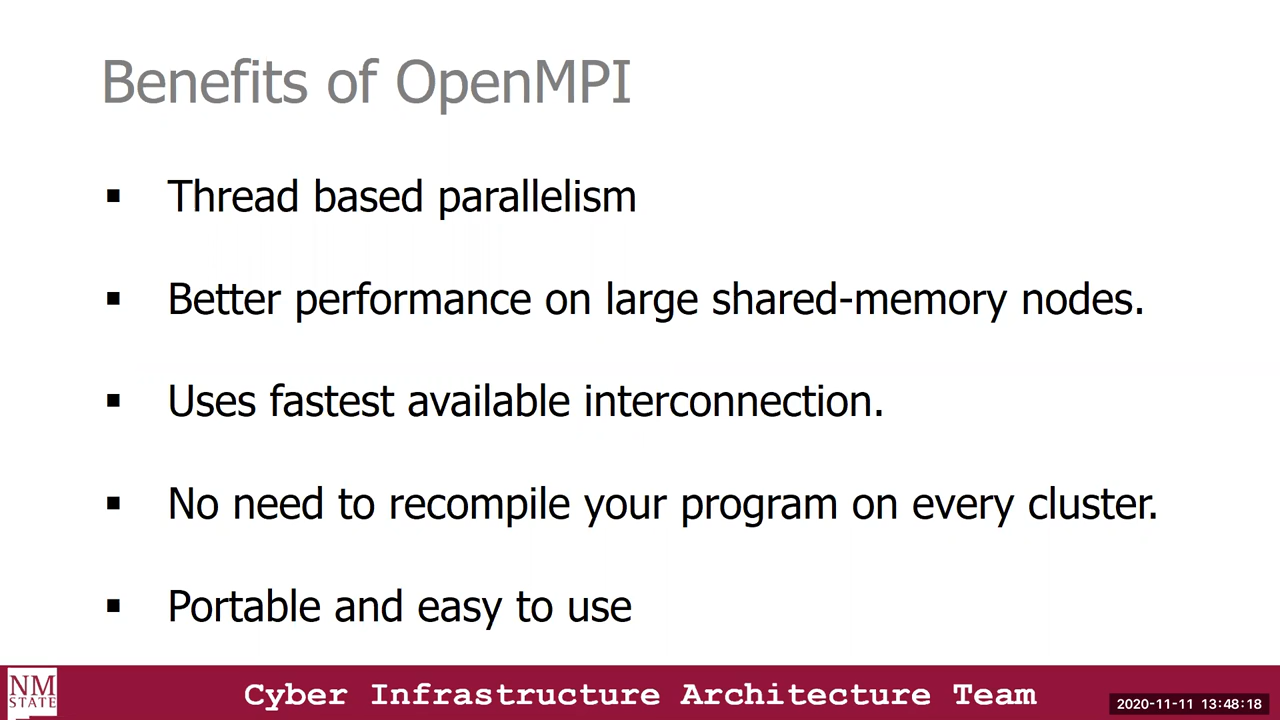 Benefits of OpenMPI
▪ Thread based parallelism
▪ Better performance on large shared-memory nodes.
▪ Uses fastest available interconnection.
▪ No need to recompile your program on every cluster.
▪ Portable and easy to use
NM
STATE
Cyber Infrastructure Architecture Team
2020-11-11 13:48:18